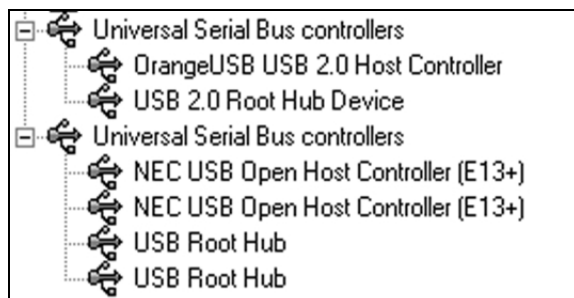 Universal Serial Bus controllers
OrangeUSB USB 2.0 Host Controller
USB 2.0 Root Hub Device
Universal Serial Bus controllers
NEC USB Open Host Controller (E13+)
NEC USB Open Host Controller (E13+)
USB Root Hub
USB Root Hub